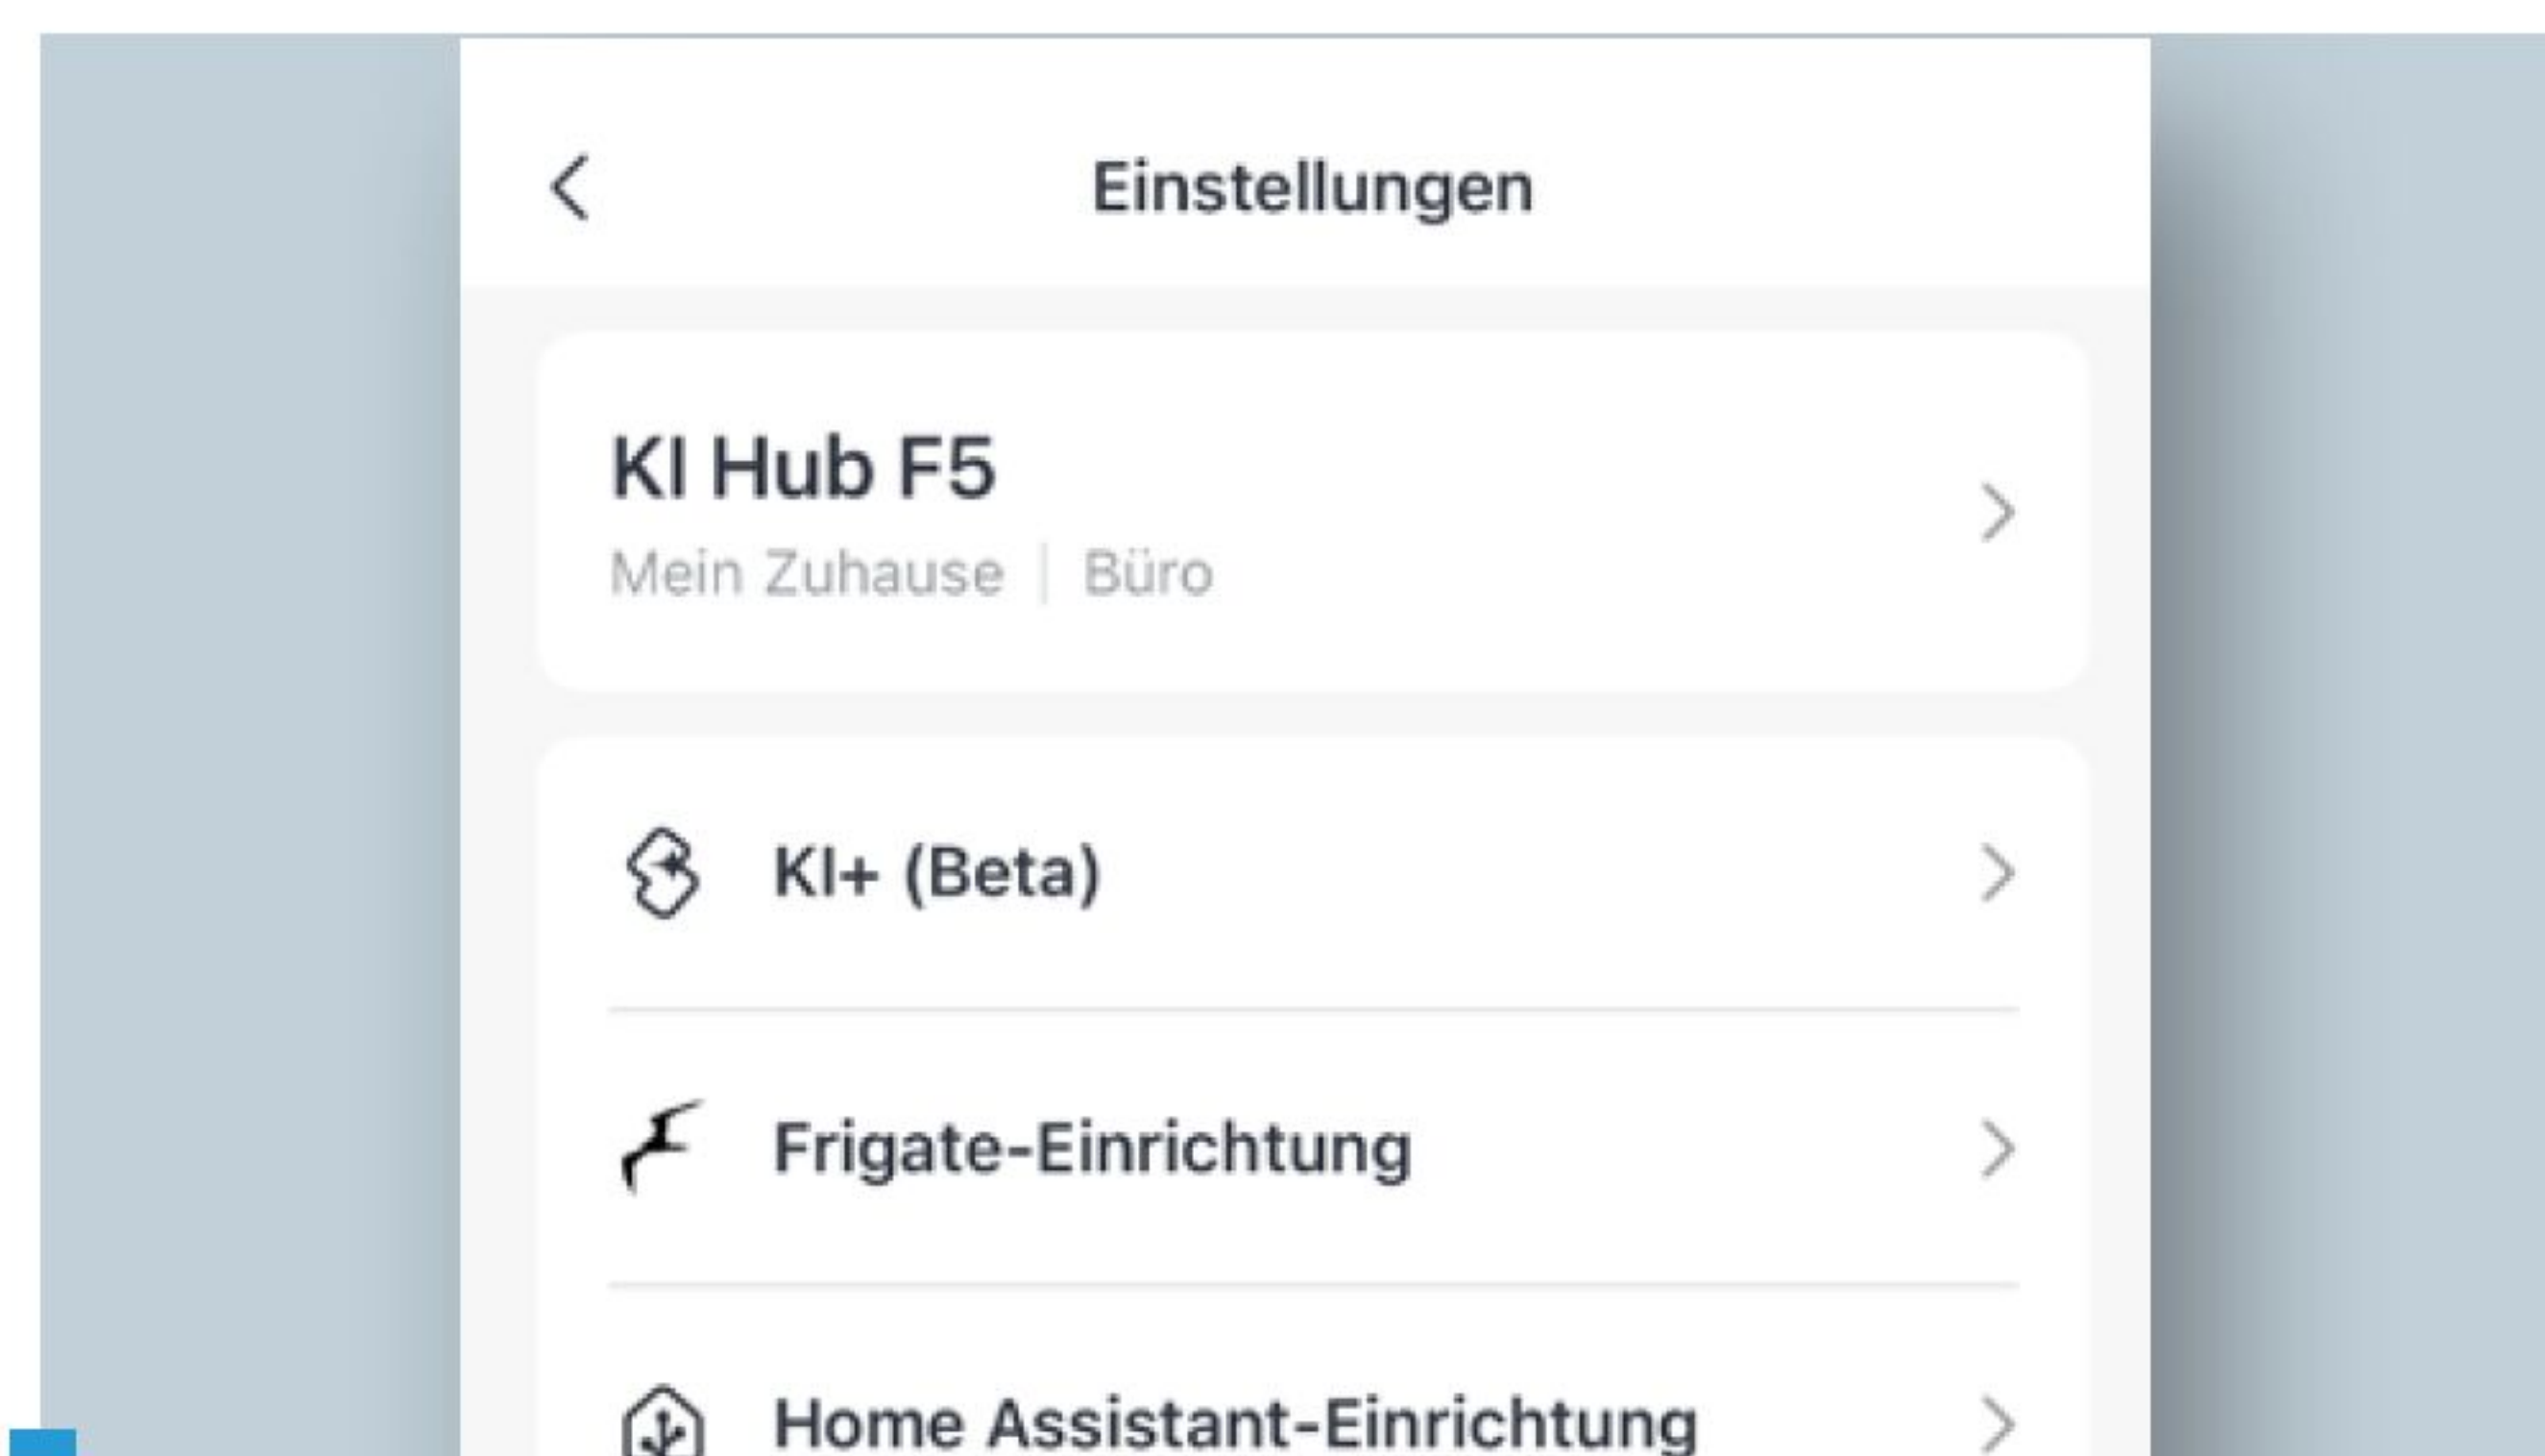 Einstellungen
KI Hub F5
Mein Zuhause | Büro
KI+ (Beta)
Frigate-Einrichtung
Home Assistant-Einrichtung